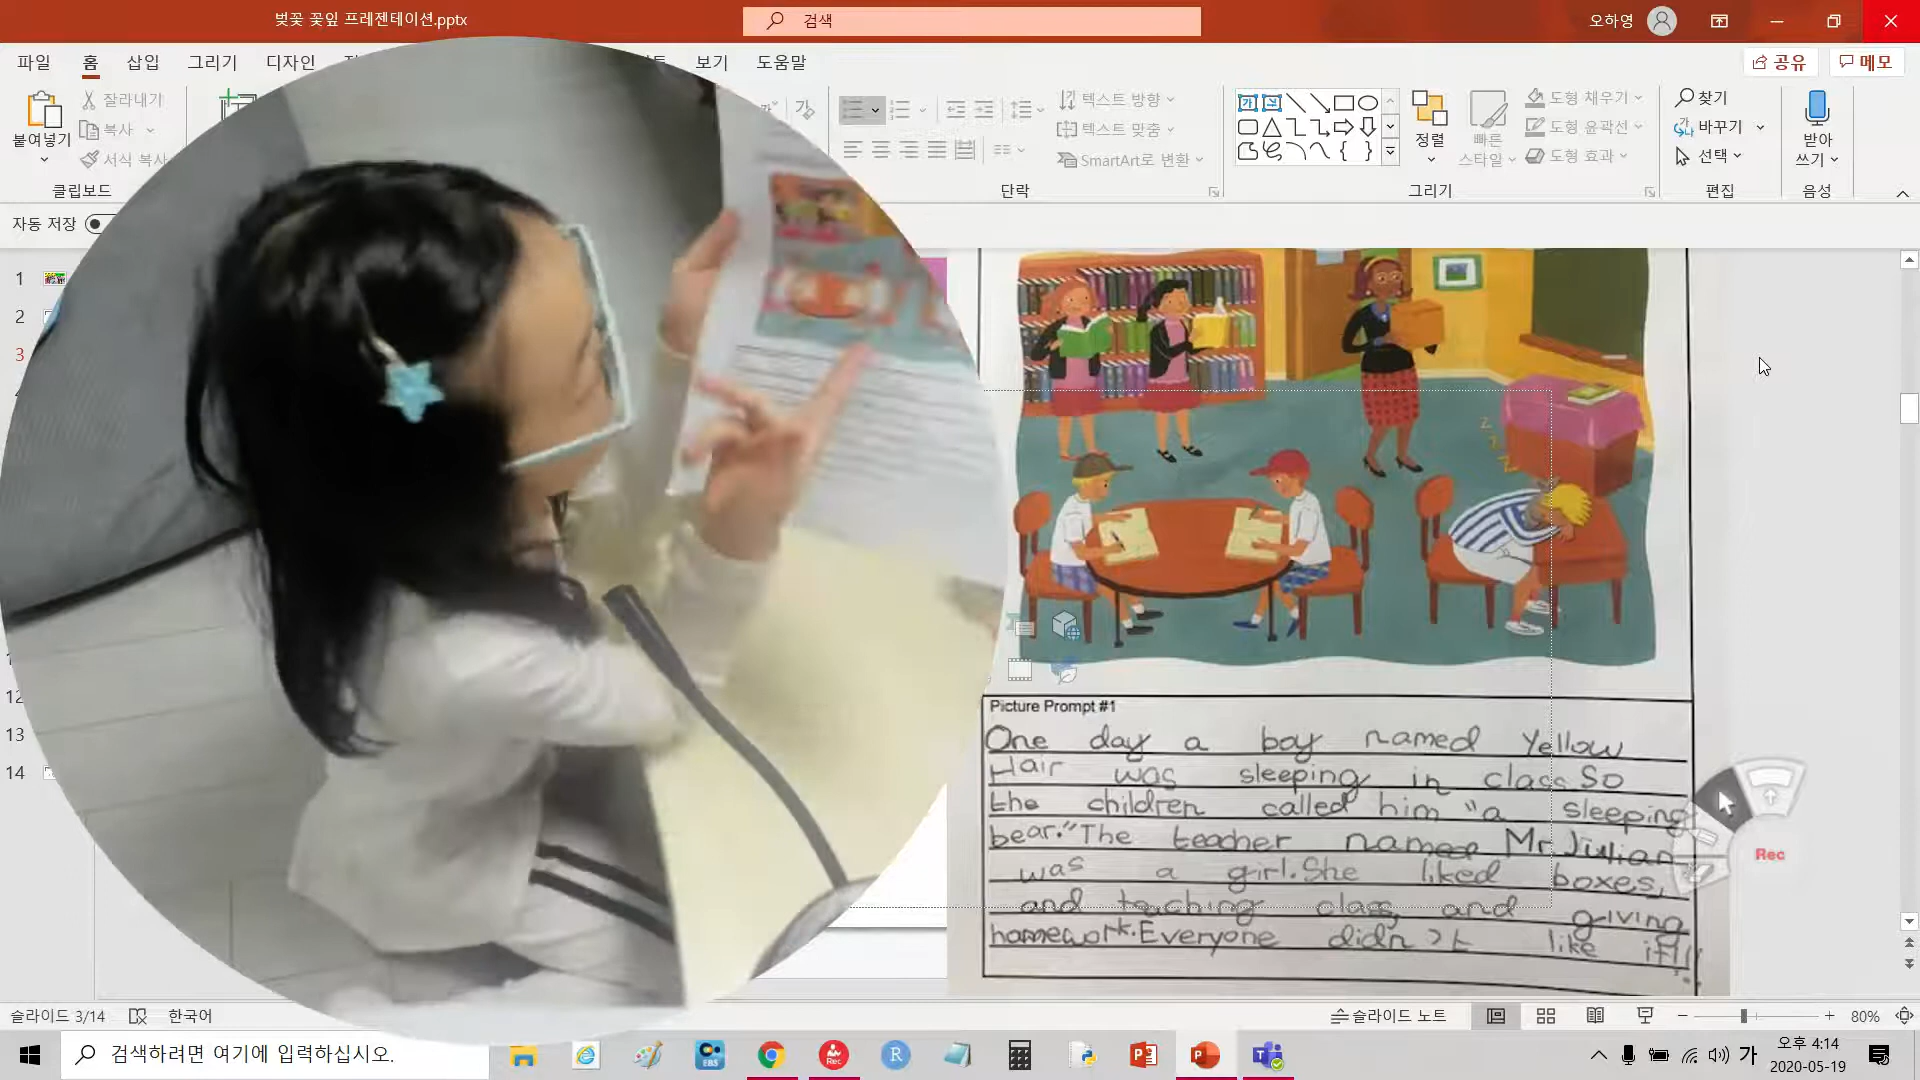 벚꽃 꽃잎 프레젠테이션.pptx
검색
오하영
파일 홈 삽입 그리기 디자인 보기 도움말
공유 메모
붙여넣기
잘라내기
복사
서식 복사
클립보드
텍스트 방향
텍스트 맞춤
SmartArt로 변환
단락
정렬
빠른
스타일
도형 채우기
도형 윤곽선
도형 효과
그리기
찾기
바꾸기
선택
편집
받아
쓰기
음성
자동 저장
1
2
3
12
13
14
zzzz
Picture Prompt #1
One day a boy named Yellow
Hair was sleeping in class. So
the children called him "a sleeping
bear." The teacher named Mr. Julian
was a girl. She liked boxes,
and teaching class, and giving
homework. Everyone didn't like it!!
Rec
슬라이드 3/14 한국어
슬라이드 노트
80%
검색하려면 여기에 입력하십시오.
EBS
Rec
R
가
오후 4:14
2020-05-19